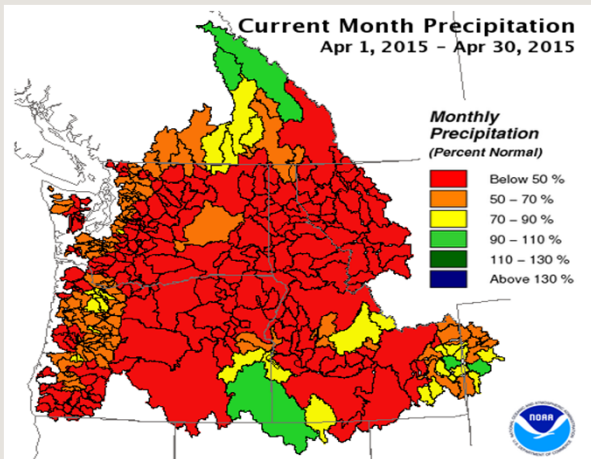 Current Month Precipitation
Apr 1, 2015 – Apr 30, 2015
Monthly
Precipitation
(Percent Normal)
Below 50 %
50 – 70 %
70 – 90 %
90 – 110 %
110 – 130 %
Above 130 %
NOAA